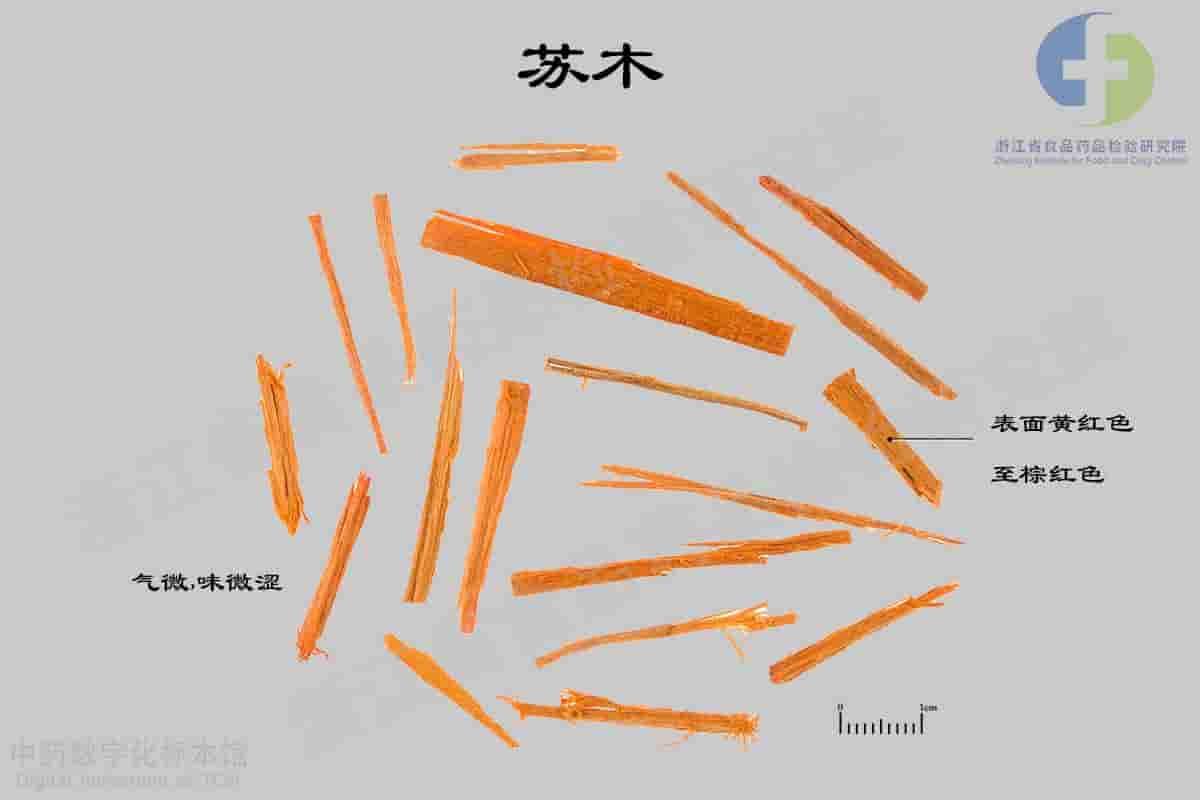 苏木
浙江省食品药品检验研究院
Zhejiang Institute for Food and Drug Control
表面黄红色
至棕红色
气微,味微涩
0 1cm
中药数字化标本馆
Digital Herbarium of TCM